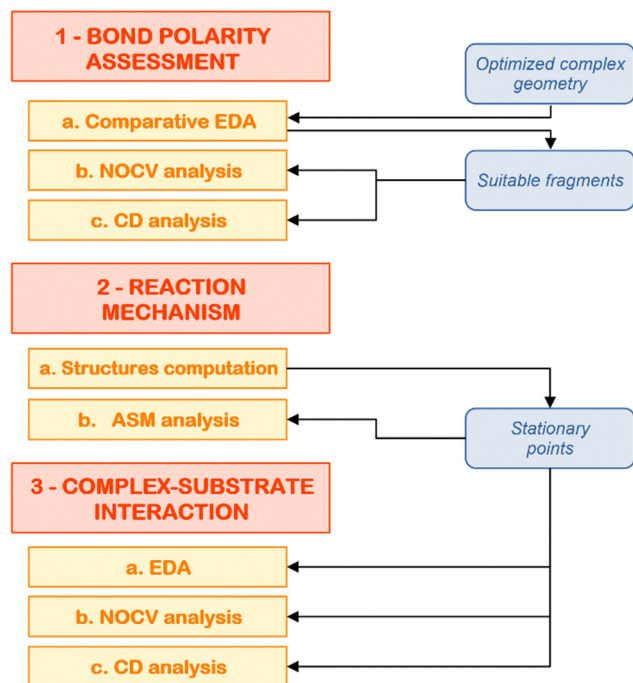 1 - BOND POLARITY
ASSESSMENT
Optimized complex
geometry
a. Comparative EDA
b. NOCV analysis
Suitable fragments
c. CD analysis
2 - REACTION
MECHANISM
a. Structures computation
b. ASM analysis
Stationary
points
3 - COMPLEX-SUBSTRATE
INTERACTION
a. EDA
b. NOCV analysis
c. CD analysis